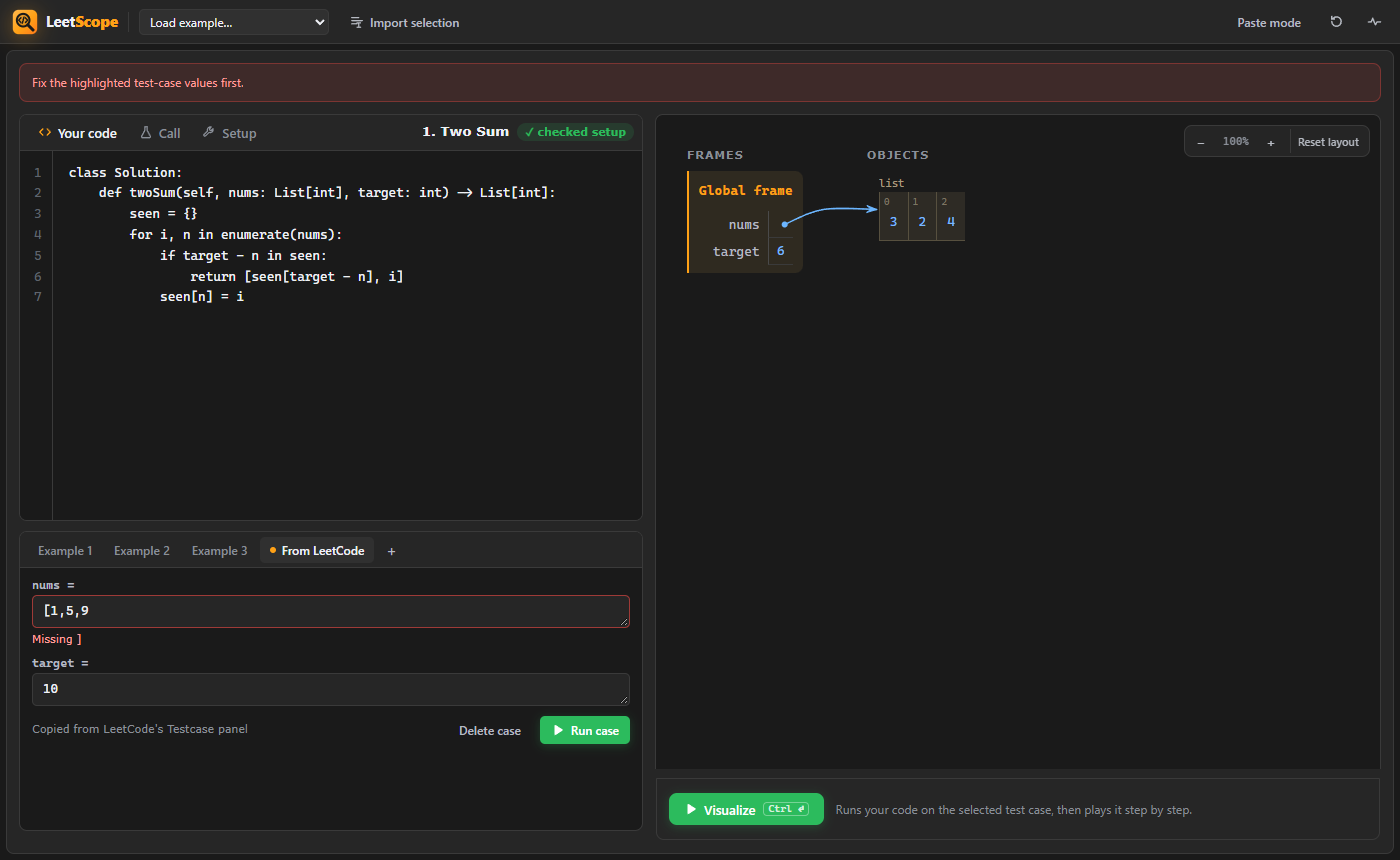 LeetScope
Load example...
Import selection
Paste mode
Fix the highlighted test-case values first.
<> Your code
Call
Setup
1. Two Sum
✓ checked setup
1 class Solution:
2     def twoSum(self, nums: List[int], target: int) -> List[int]:
3         seen = {}
4         for i, n in enumerate(nums):
5             if target - n in seen:
6                 return [seen[target - n], i]
7             seen[n] = i
Example 1
Example 2
Example 3
From LeetCode
+
nums =
[1,5,9
Missing ]
target =
10
Copied from LeetCode's Testcase panel
Delete case
Run case
– 100% + Reset layout
FRAMES
OBJECTS
Global frame
nums
target 6
list
0 1 2
3 2 4
Visualize Ctrl ⏎
Runs your code on the selected test case, then plays it step by step.